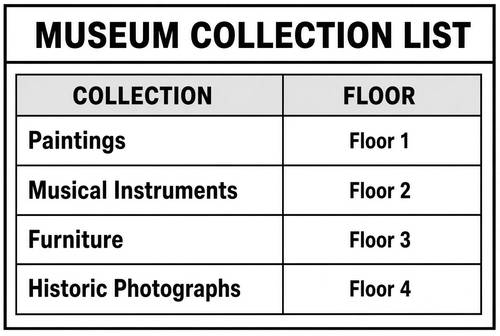 MUSEUM COLLECTION LIST
COLLECTION FLOOR
Paintings Floor 1
Musical Instruments Floor 2
Furniture Floor 3
Historic Photographs Floor 4